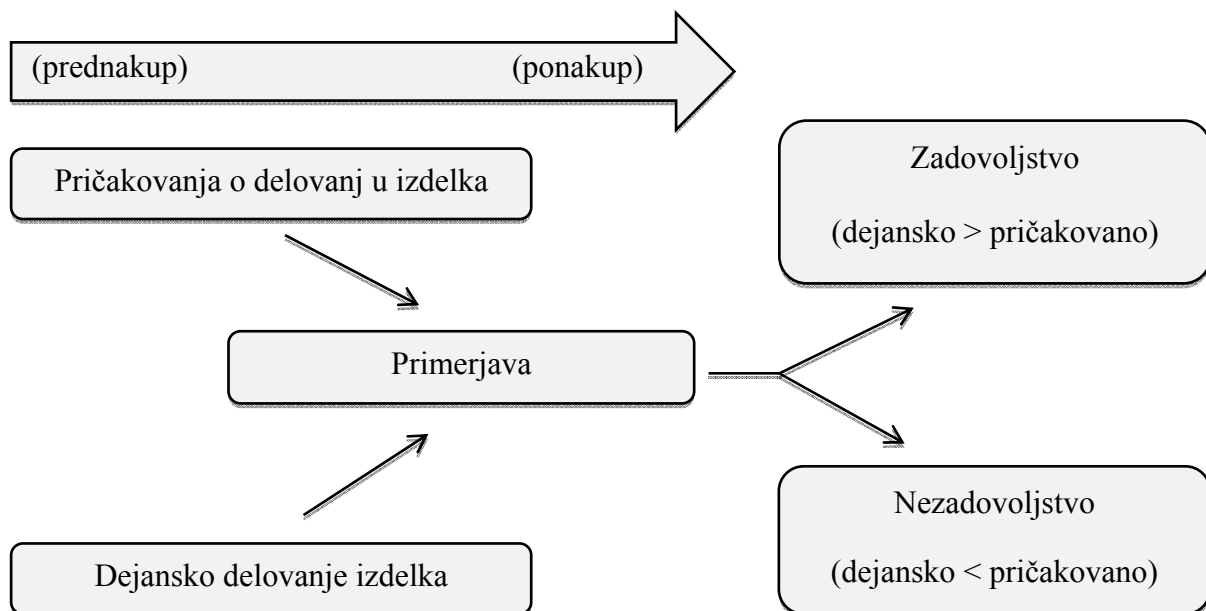 (prednakup) (ponakup)
Pričakovanja o delovanj u izdelka
Zadovoljstvo
(dejansko > pričakovano)
Primerjava
Dejansko delovanje izdelka
Nezadovoljstvo
(dejansko < pričakovano)